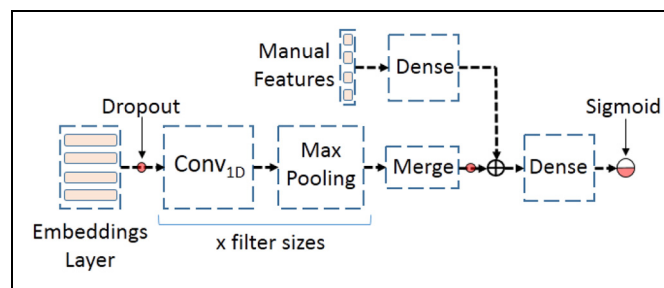 Manual
Features
Dense
Dropout
Sigmoid
Conv1D
Max
Pooling
Merge
Dense
Embeddings
Layer
x filter sizes